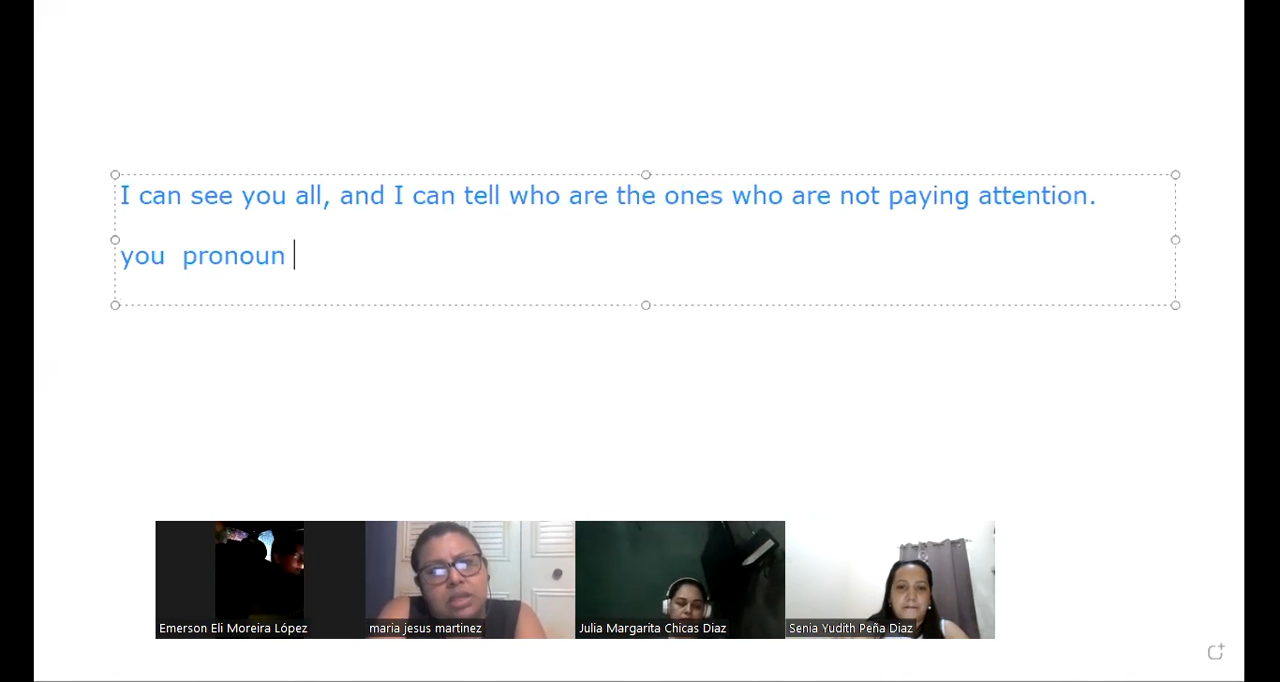 I can see you all, and I can tell who are the ones who are not paying attention.
you pronoun
Emerson Eli Moreira López
maria jesus martinez
Julia Margarita Chicas Diaz
Senia Yudith Peña Diaz